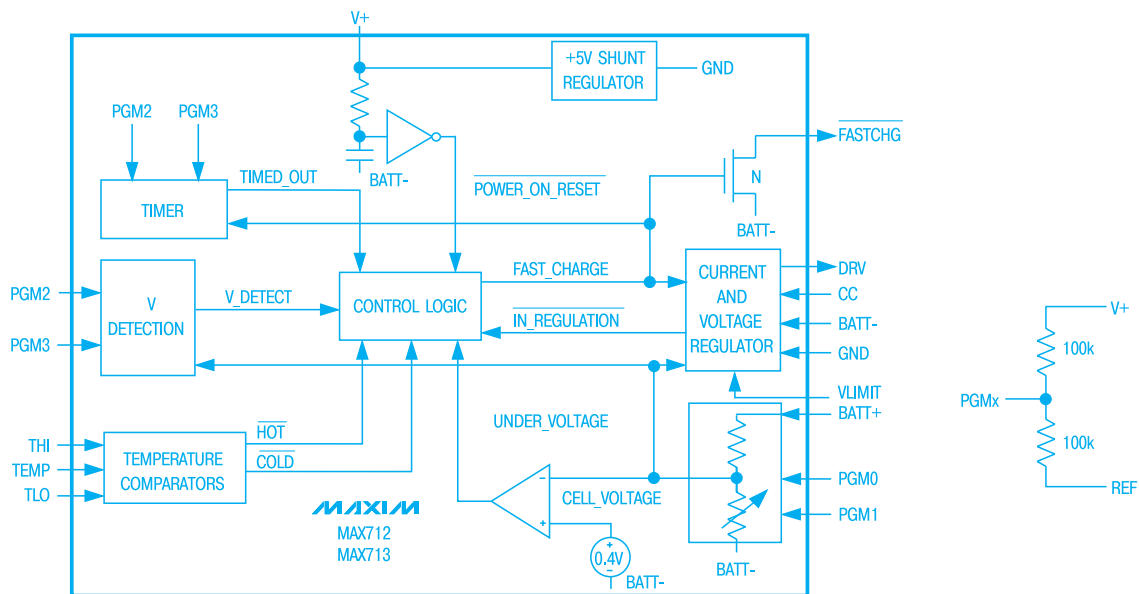 V+
+5V SHUNT
REGULATOR
GND
PGM2
PGM3
FASTCHG
TIMED_OUT
BATT-
POWER_ON_RESET
N
TIMER
BATT-
CURRENT
AND
VOLTAGE
REGULATOR
DRV
FAST_CHARGE
PGM2
V
DETECTION
V_DETECT
CONTROL LOGIC
CC
V+
IN_REGULATION
BATT-
PGM3
GND
100k
VLIMIT
PGMx
BATT+
UNDER_VOLTAGE
HOT
THI
TEMPERATURE
COMPARATORS
COLD
100k
TEMP
TLO
CELL_VOLTAGE
-
+
PGM0
REF
MAXIM
MAX712
MAX713
PGM1
+
0.4V
-
BATT-
BATT-